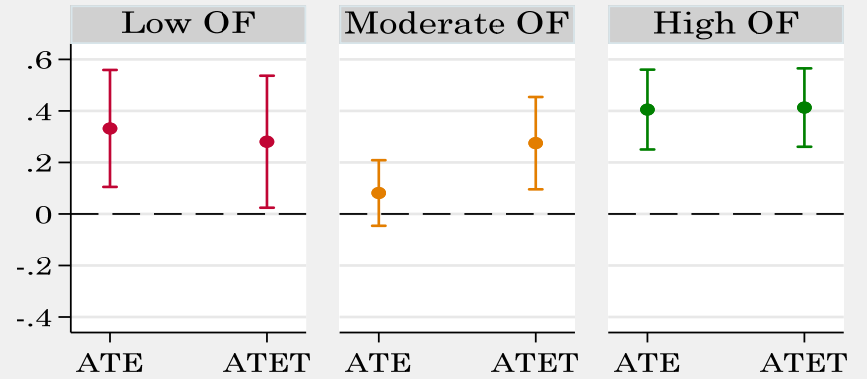 Low OF
Moderate OF
High OF
.6
.4
.2
0
-.2
-.4
ATE
ATET
ATE
ATET
ATE
ATET